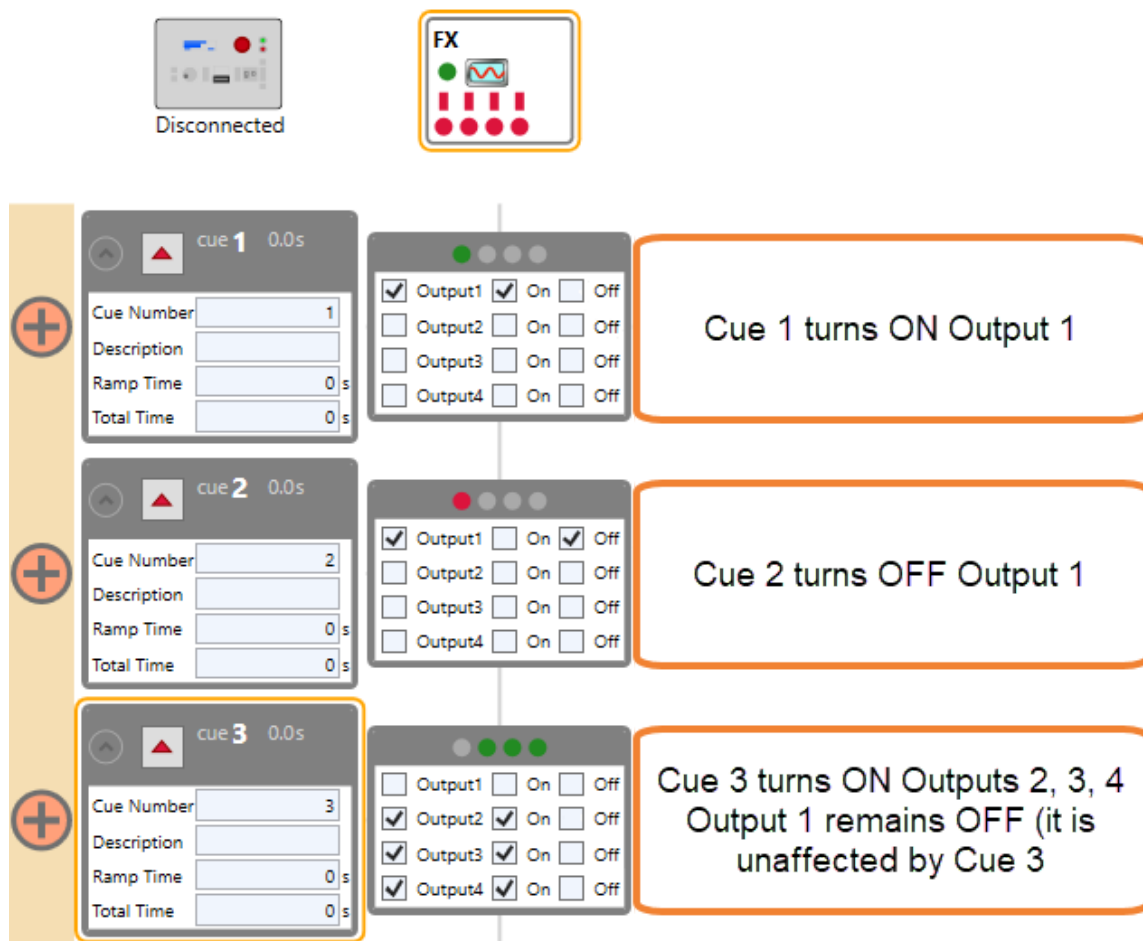 Disconnected
FX
cue 1 0.0s
Cue Number 1
Description
Ramp Time 0 s
Total Time 0 s
Output1 On Off
Output2 On Off
Output3 On Off
Output4 On Off
Cue 1 turns ON Output 1
cue 2 0.0s
Cue Number 2
Description
Ramp Time 0 s
Total Time 0 s
Output1 On Off
Output2 On Off
Output3 On Off
Output4 On Off
Cue 2 turns OFF Output 1
cue 3 0.0s
Cue Number 3
Description
Ramp Time 0 s
Total Time 0 s
Output1 On Off
Output2 On Off
Output3 On Off
Output4 On Off
Cue 3 turns ON Outputs 2, 3, 4
Output 1 remains OFF (it is
unaffected by Cue 3